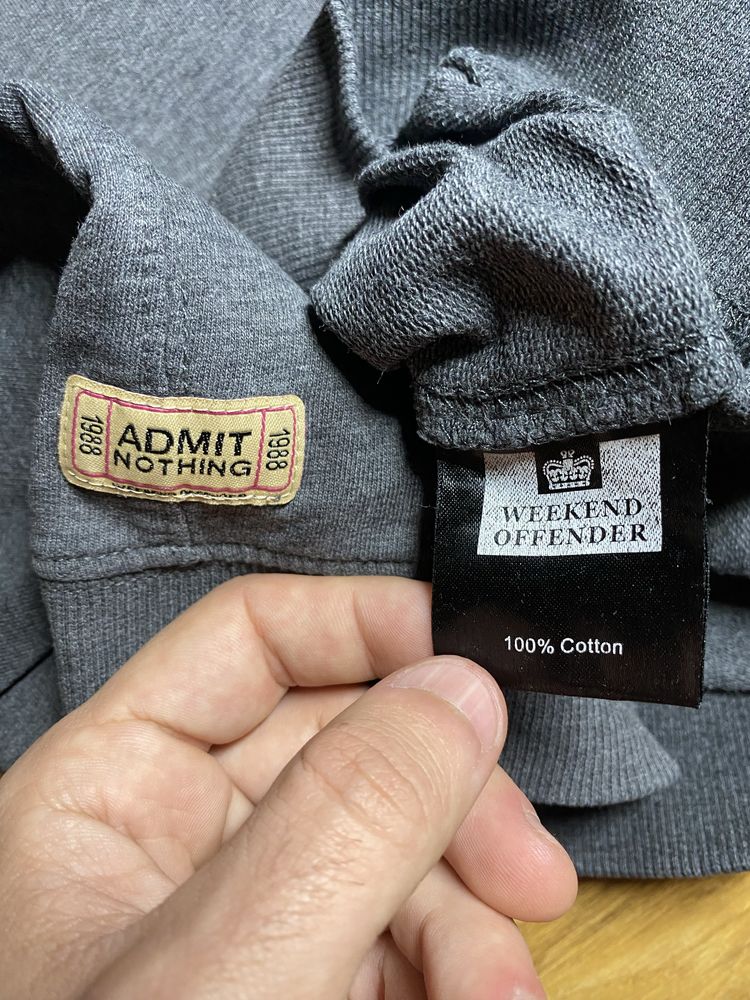 1988
ADMIT
NOTHING
1988
WEEKEND
OFFENDER
100% Cotton